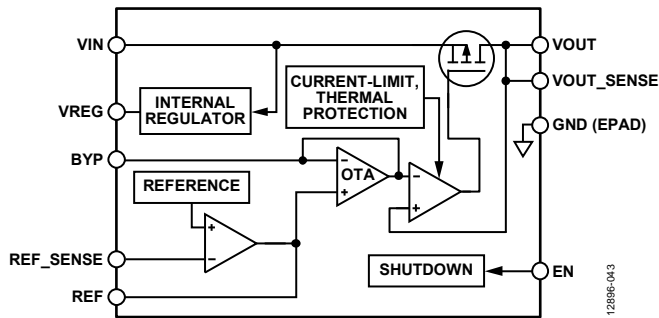 VIN
VOUT
VOUT_SENSE
CURRENT-LIMIT,
THERMAL
PROTECTION
VREG
INTERNAL
REGULATOR
GND (EPAD)
BYP
REFERENCE
–
OTA
+
–
+
+
–
REF_SENSE
REF
SHUTDOWN
EN
12896-043